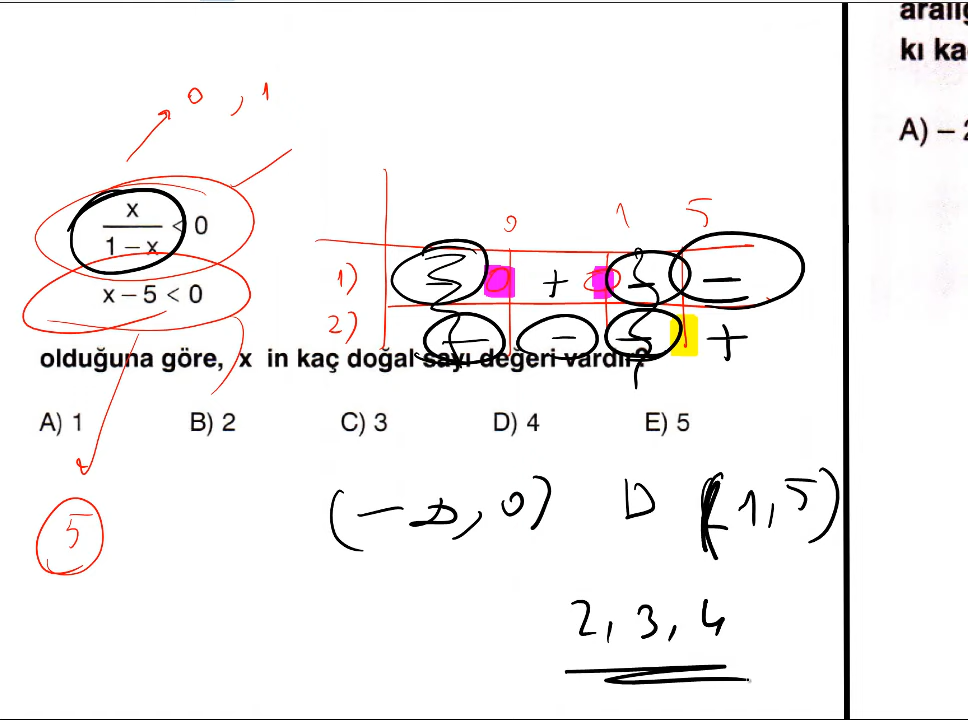 aralığ
kı ka
A) – 2
0 , 1
x
1 – x
< 0
x – 5 < 0
0 1 5
1) – 0 + 0 – –
2) – – – +
olduğuna göre, x in kaç doğal sayı değeri vardır?
A) 1 B) 2 C) 3 D) 4 E) 5
5
(-∞, 0) U (1, 5)
2, 3, 4